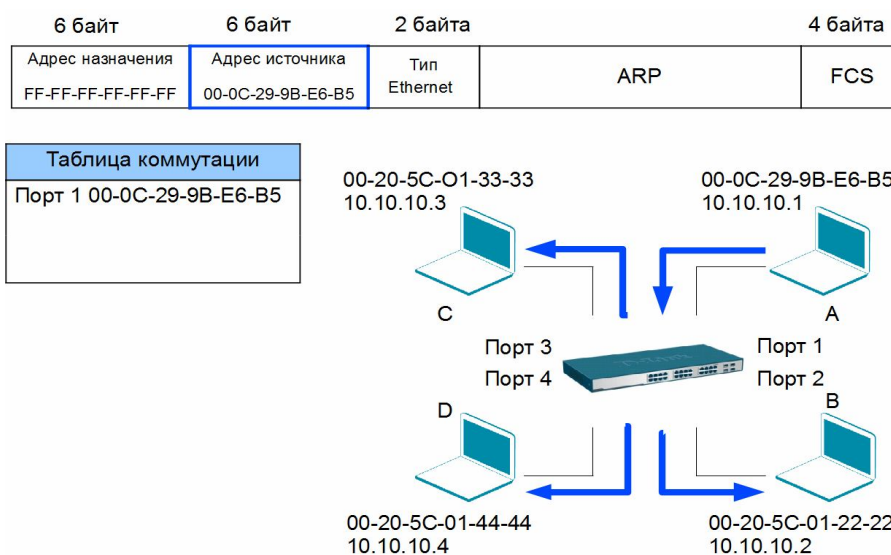 6 байт
6 байт
2 байта
4 байта
Адрес назначения
FF-FF-FF-FF-FF-FF
Адрес источника
00-0C-29-9B-E6-B5
Тип
Ethernet
ARP
FCS
Таблица коммутации
Порт 1 00-0C-29-9B-E6-B5
00-20-5C-O1-33-33
10.10.10.3
00-0C-29-9B-E6-B5
10.10.10.1
C
A
Порт 3
Порт 1
Порт 4
Порт 2
D
B
00-20-5C-01-44-44
10.10.10.4
00-20-5C-01-22-22
10.10.10.2